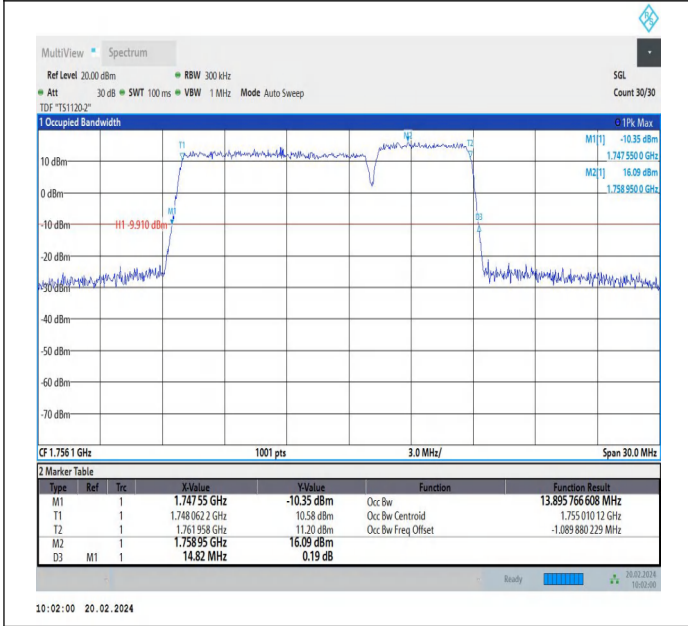 MultiView Spectrum
Ref Level 20.00 dBm RBW 300 kHz SGL
Att 30 dB SWT 100 ms VBW 1 MHz Mode Auto Sweep Count 30/30
TDF "TS1120-2"
1 Occupied Bandwidth 1Pk Max
M1[1] -10.35 dBm
1.747 550 0 GHz
M2[1] 16.09 dBm
1.758 950 0 GHz
T1 M2 T2
10 dBm
0 dBm
M1 D3
-10 dBm H1 -9.910 dBm
-20 dBm
-30 dBm
-40 dBm
-50 dBm
-60 dBm
-70 dBm
CF 1.756 1 GHz 1001 pts 3.0 MHz/ Span 30.0 MHz
2 Marker Table
Type Ref Trc X-Value Y-Value Function Function Result
M1 1 1.747 55 GHz -10.35 dBm Occ Bw 13.895 766 608 MHz
T1 1 1.748 062 2 GHz 10.58 dBm Occ Bw Centroid 1.755 010 12 GHz
T2 1 1.761 958 GHz 11.20 dBm Occ Bw Freq Offset -1.089 880 229 MHz
M2 1 1.758 95 GHz 16.09 dBm
D3 M1 1 14.82 MHz 0.19 dB
Ready 20.02.2024
10:02:00
10:02:00 20.02.2024